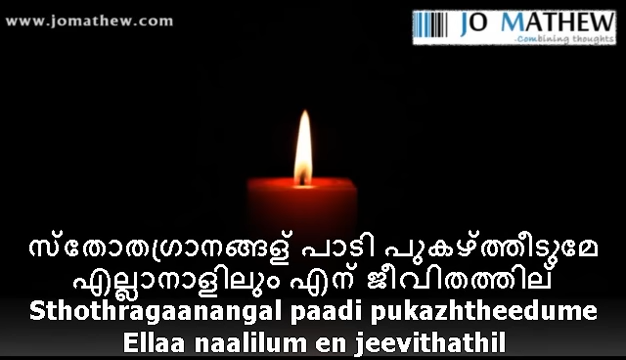 www.jomathew.com
JO MATHEW
Combining thoughts
സ്തോത്രഗാനങ്ങള് പാടി പുകഴ്ത്തീടുമേ
എല്ലാനാളിലും എന് ജീവിതത്തില്
Sthothragaanangal paadi pukazhtheedume
Ellaa naalilum en jeevithathil